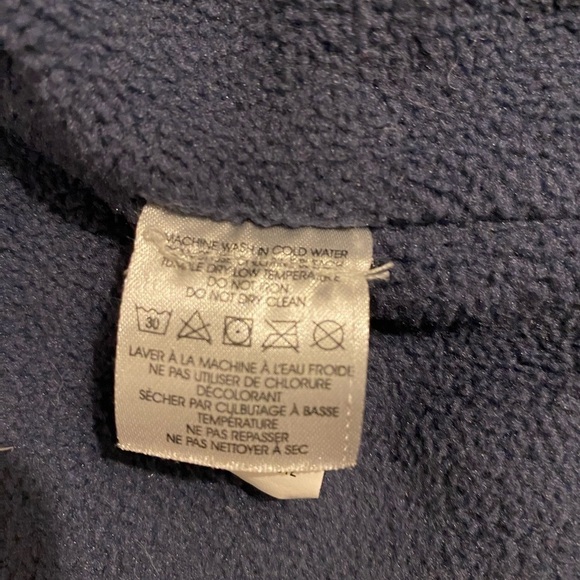 MACHINE WASH IN COLD WATER
TUMBLE DRY LOW TEMPERATURE
DO NOT IRON
DO NOT DRY CLEAN
30
LAVER À LA MACHINE À L'EAU FROIDE
NE PAS UTILISER DE CHLORURE
DÉCOLORANT
SÉCHER PAR CULBUTAGE À BASSE
TEMPÉRATURE
NE PAS REPASSER
NE PAS NETTOYER À SEC